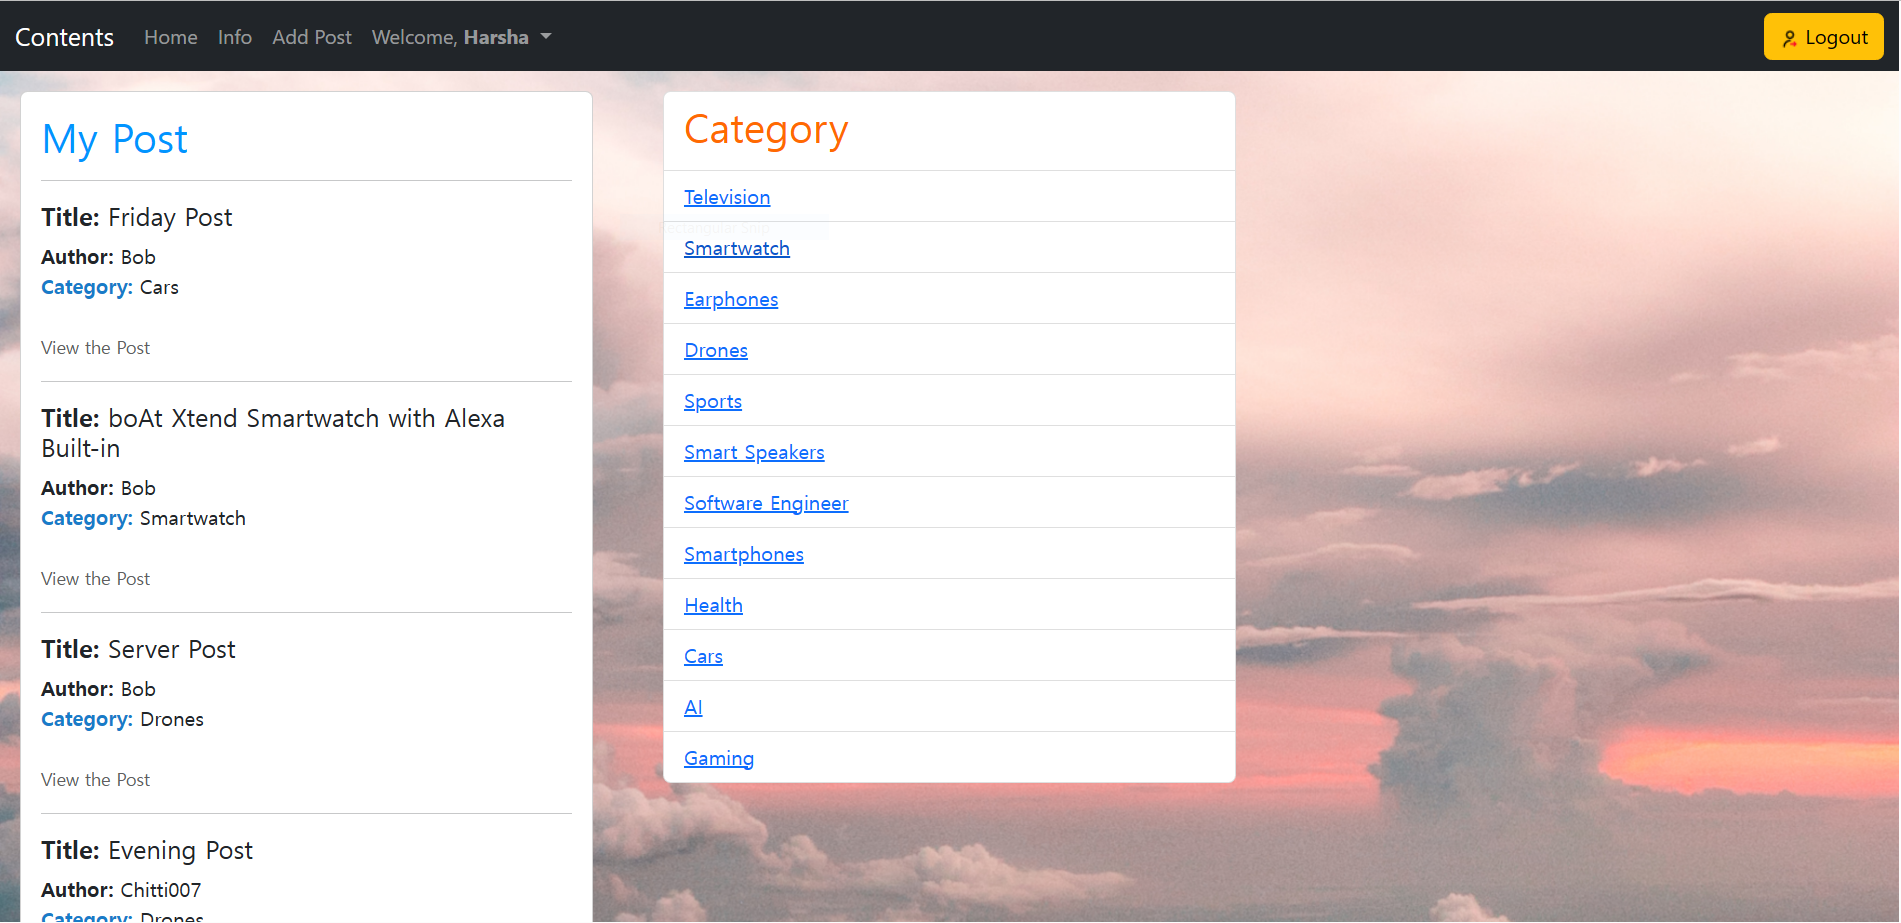 Contents Home Info Add Post Welcome, Harsha Logout
My Post
Title: Friday Post
Author: Bob
Category: Cars
View the Post
Title: boAt Xtend Smartwatch with Alexa
Built-in
Author: Bob
Category: Smartwatch
View the Post
Title: Server Post
Author: Bob
Category: Drones
View the Post
Title: Evening Post
Author: Chitti007
Category: Drones
Category
Television
Rectangular Snip
Smartwatch
Earphones
Drones
Sports
Smart Speakers
Software Engineer
Smartphones
Health
Cars
AI
Gaming